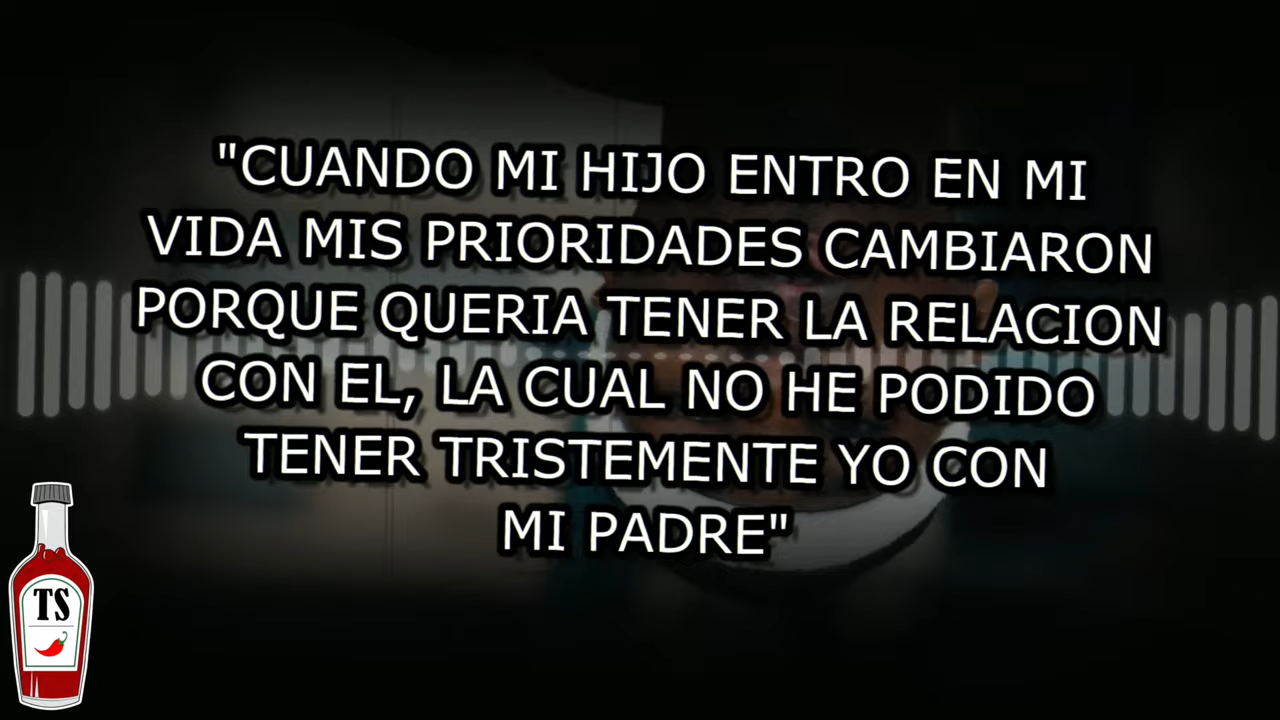 "CUANDO MI HIJO ENTRO EN MI
VIDA MIS PRIORIDADES CAMBIARON
PORQUE QUERIA TENER LA RELACION
CON EL, LA CUAL NO HE PODIDO
TENER TRISTEMENTE YO CON
MI PADRE"
TS